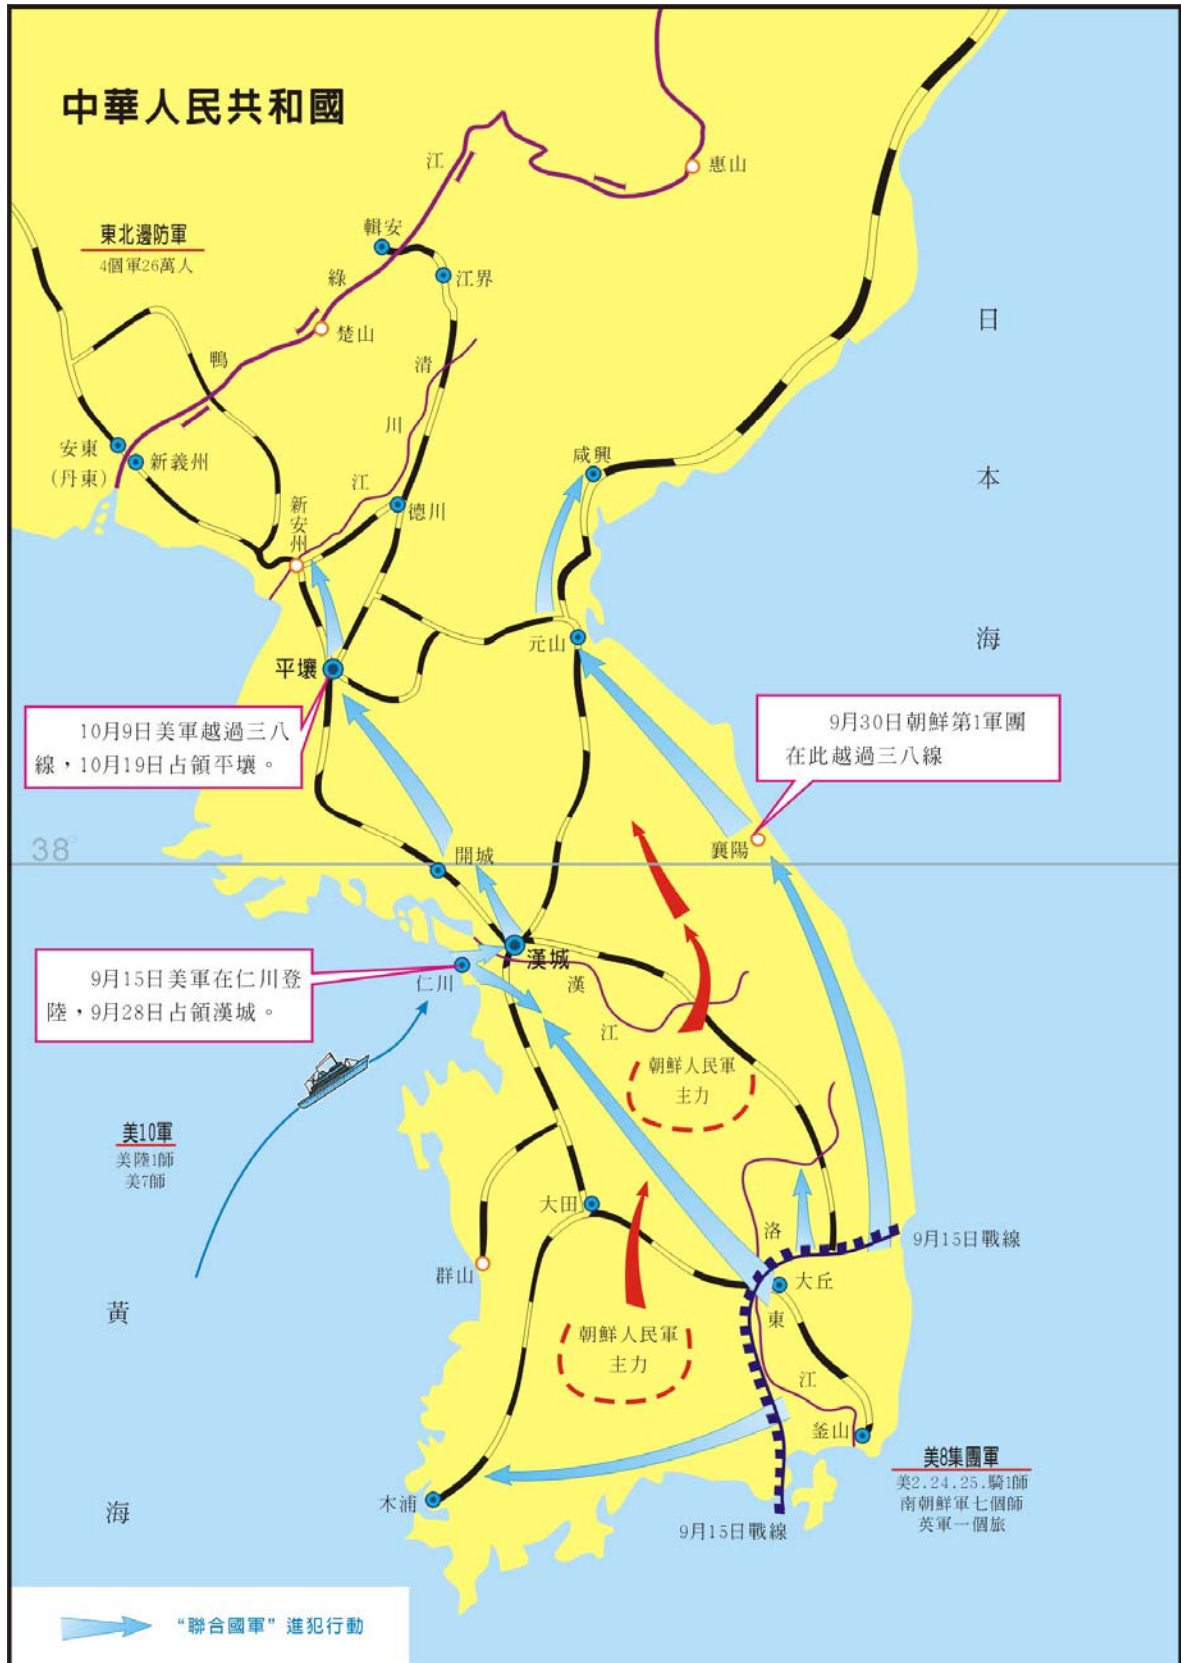 中華人民共和國
江
惠山
輯安
東北邊防軍
4個軍26萬人
江界
綠
日
楚山
鴨
清
川
安東
(丹東)
新義州
咸興
本
江
新安州
德川
元山
海
平壤
10月9日美軍越過三八
線，10月19日占領平壤。
9月30日朝鮮第1軍團
在此越過三八線
38°
開城
襄陽
漢城
9月15日美軍在仁川登
陸，9月28日占領漢城。
仁川
漢
江
朝鮮人民軍
主力
美10軍
美陸1師
美7師
大田
洛
9月15日戰線
群山
大丘
黃
東
朝鮮人民軍
主力
江
釜山
美8集團軍
美2.24.25.騎1師
南朝鮮軍七個師
英軍一個旅
木浦
海
9月15日戰線
“聯合國軍”進犯行動